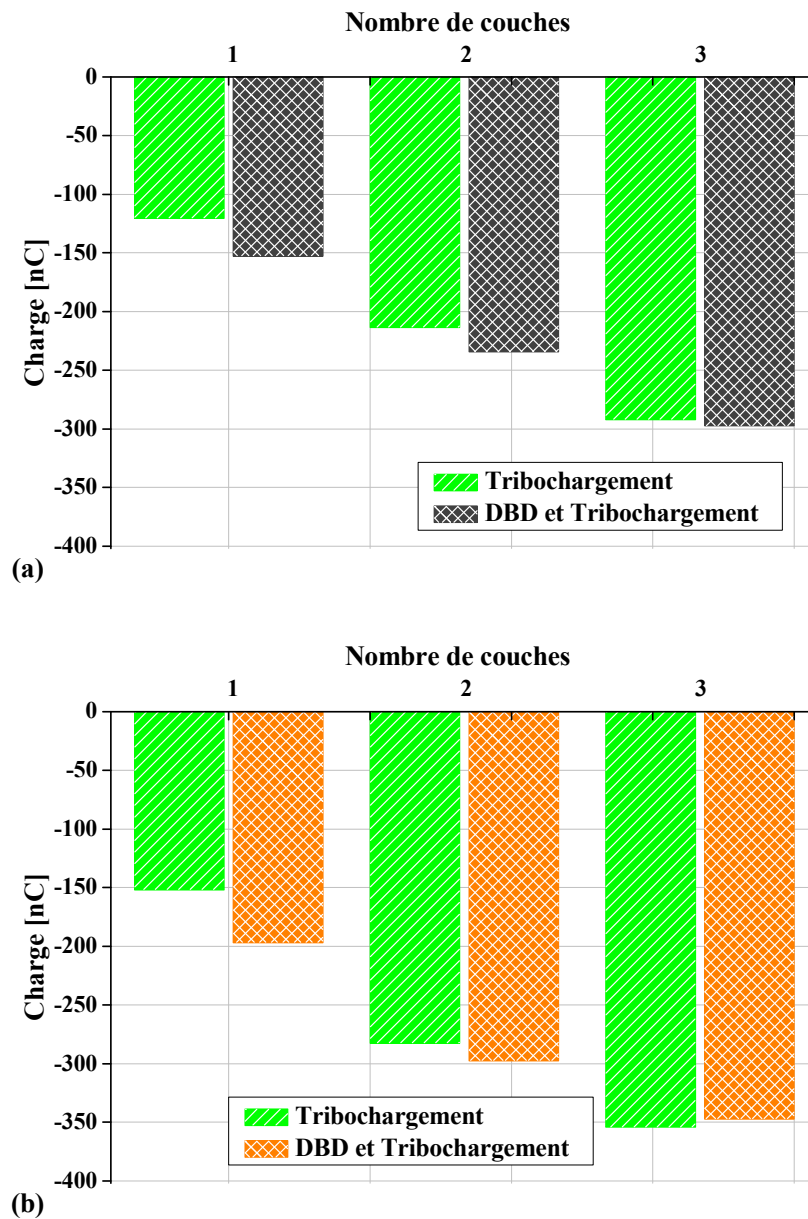 Nombre de couches
1 2 3
0
-50
-100
-150
-200
-250
-300
-350
-400
Charge [nC]
Tribochargement
DBD et Tribochargement
(a)
Nombre de couches
1 2 3
0
-50
-100
-150
-200
-250
-300
-350
-400
Charge [nC]
Tribochargement
DBD et Tribochargement
(b)